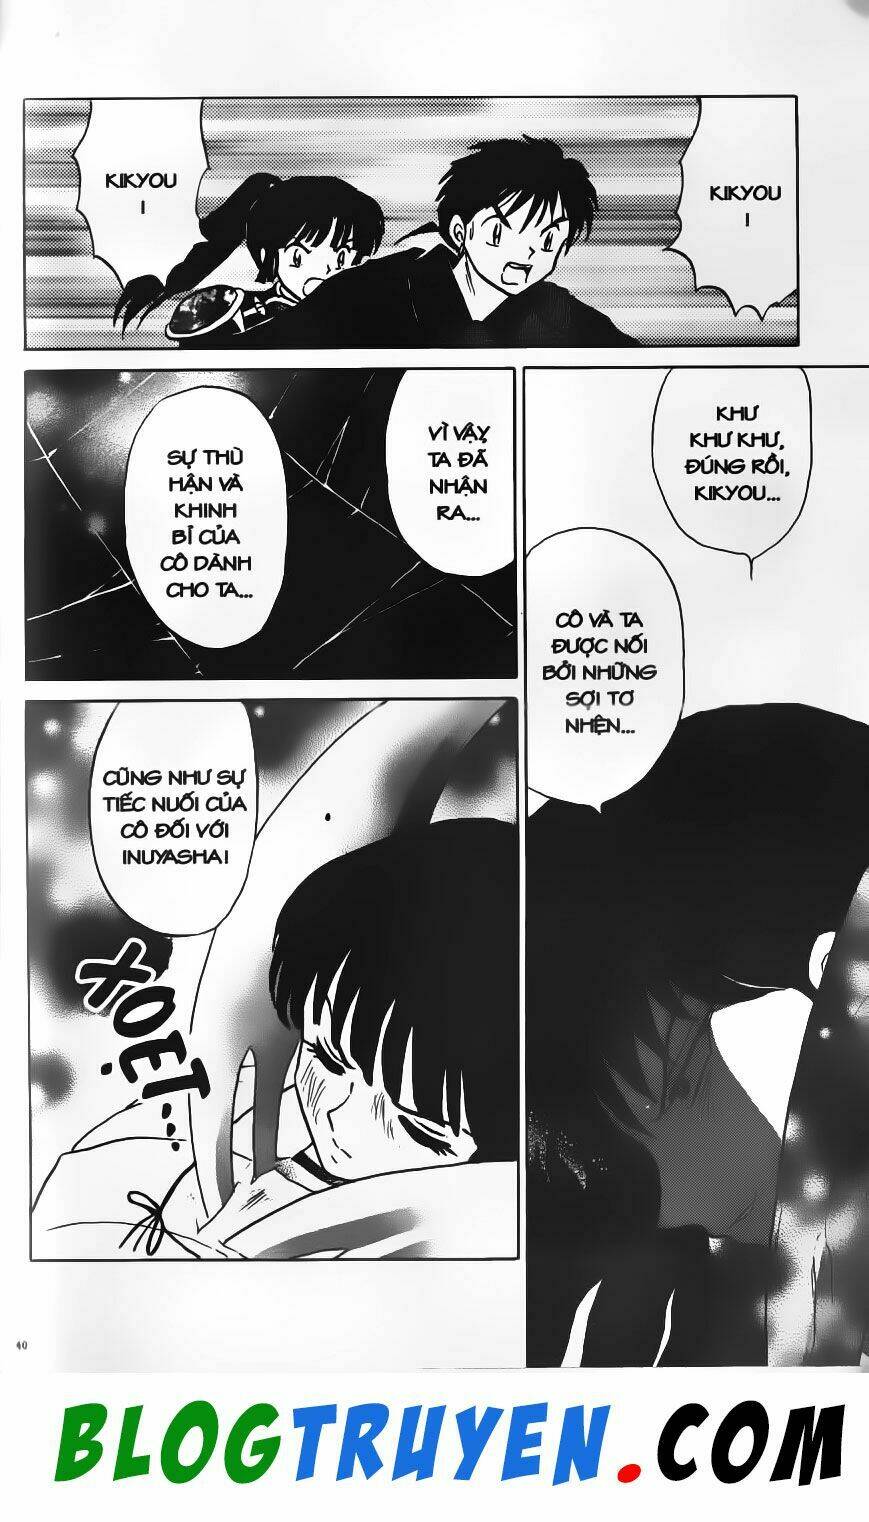 KIKYOU
!
KIKYOU
!
KHƯ
KHƯ KHƯ,
ĐÚNG RỒI,
KIKYOU...
CÔ VÀ TA
ĐƯỢC NỐI
BỞI NHỮNG
SỢI TƠ
NHỆN...
VÌ VẬY,
TA ĐÃ
NHẬN
RA...
SỰ THÙ
HẬN VÀ
KHINH
BỈ CỦA
CÔ DÀNH
CHO TA...
CŨNG NHƯ SỰ
TIẾC NUỐI CỦA
CÔ ĐỐI VỚI
INUYASHA!
XOẸT...
40
BLOGTRUYEN.COM